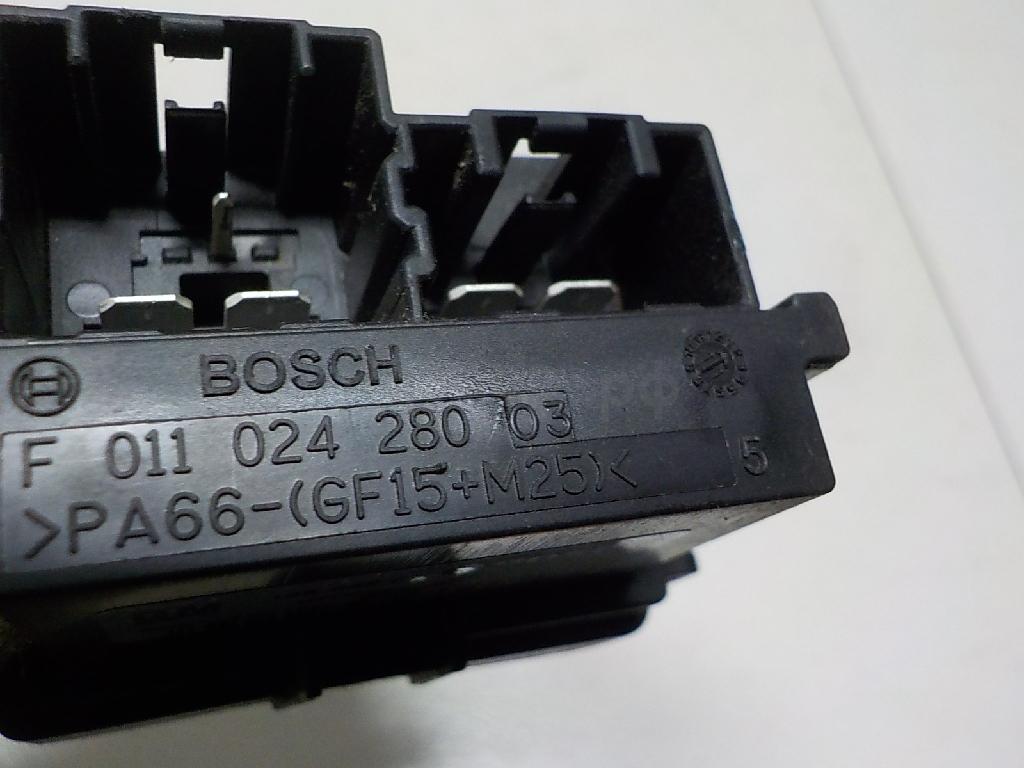 BOSCH
F 011 024 280 03
>PA66-(GF15+M25)<
5